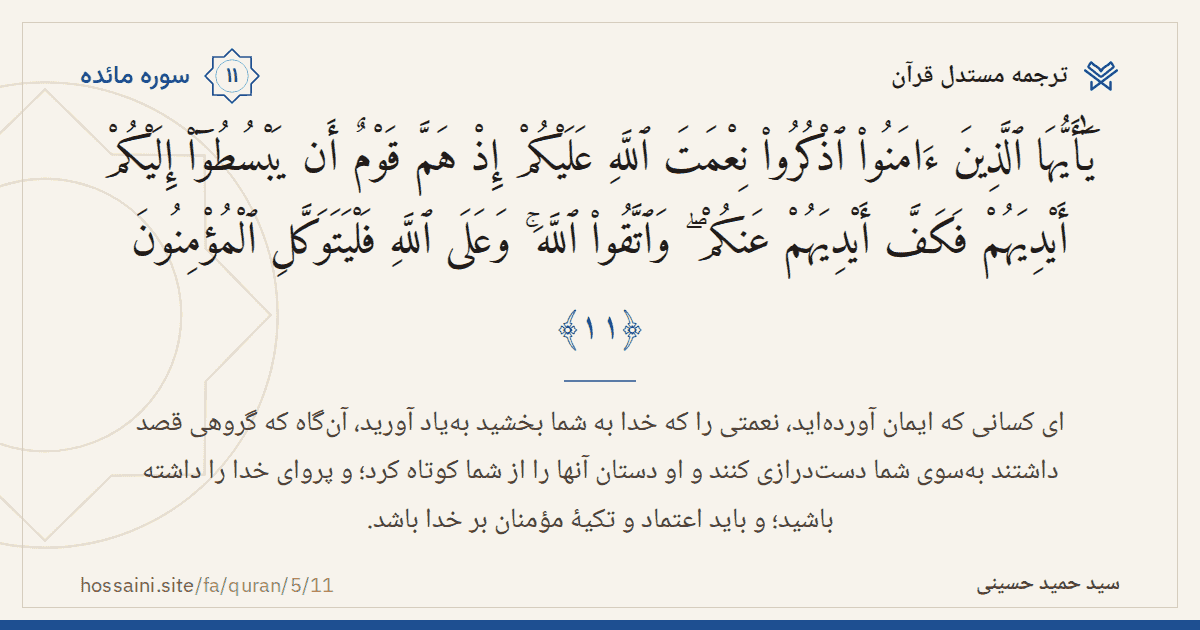 ترجمه مستدل قرآن
سوره مائده ۱۱
يَٰٓأَيُّهَا ٱلَّذِينَ ءَامَنُواْ ٱذْكُرُواْ نِعْمَتَ ٱللَّهِ عَلَيْكُمْ إِذْ هَمَّ قَوْمٌ أَن يَبْسُطُوٓاْ إِلَيْكُمْ
أَيْدِيَهُمْ فَكَفَّ أَيْدِيَهُمْ عَنكُمْۖ وَٱتَّقُواْ ٱللَّهَۚ وَعَلَى ٱللَّهِ فَلْيَتَوَكَّلِ ٱلْمُؤْمِنُونَ
﴿۱۱﴾
ای کسانی که ایمان آورده‌اید، نعمتی را که خدا به شما بخشید به‌یاد آورید، آن‌گاه که گروهی قصد
داشتند به‌سوی شما دست‌درازی کنند و او دستان آنها را از شما کوتاه کرد؛ و پروای خدا را داشته
باشید؛ و باید اعتماد و تکیهٔ مؤمنان بر خدا باشد.
سید حمید حسینی
hossaini.site/fa/quran/5/11